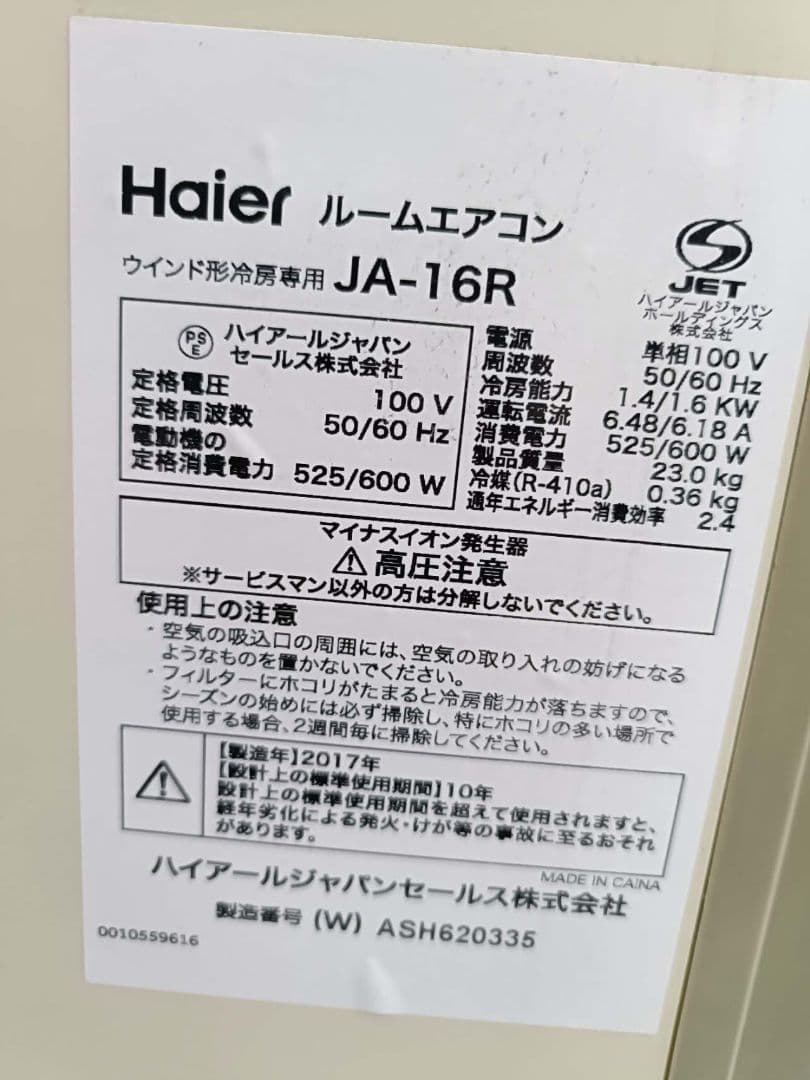 Haier ルームエアコン
ウインド形冷房専用 JA-16R
JET
ハイアールジャパン
ホールディングス
株式会社
PS
E
ハイアールジャパン
セールス株式会社
定格電圧 100 V
定格周波数 50/60 Hz
電動機の
定格消費電力 525/600 W
電源 単相100 V
周波数 50/60 Hz
冷房能力 1.4/1.6 KW
運転電流 6.48/6.18 A
消費電力 525/600 W
製品質量 23.0 kg
冷媒(R-410a) 0.36 kg
通年エネルギー消費効率 2.4
マイナスイオン発生器
高圧注意
※サービスマン以外の方は分解しないでください。
使用上の注意
・空気の吸込口の周囲には、空気の取り入れの妨げになる
ようなものを置かないでください。
・フィルターにホコリがたまると冷房能力が落ちますので、
シーズンの始めには必ず掃除し、特にホコリの多い場所で
使用する場合、2週間毎に掃除してください。
【製造年】2017年
【設計上の標準使用期間】10年
設計上の標準使用期間を超えて使用されますと、
経年劣化による発火・けが等の事故に至るおそれ
があります。
MADE IN CAINA
ハイアールジャパンセールス株式会社
製造番号 (W) ASH620335
0010559616